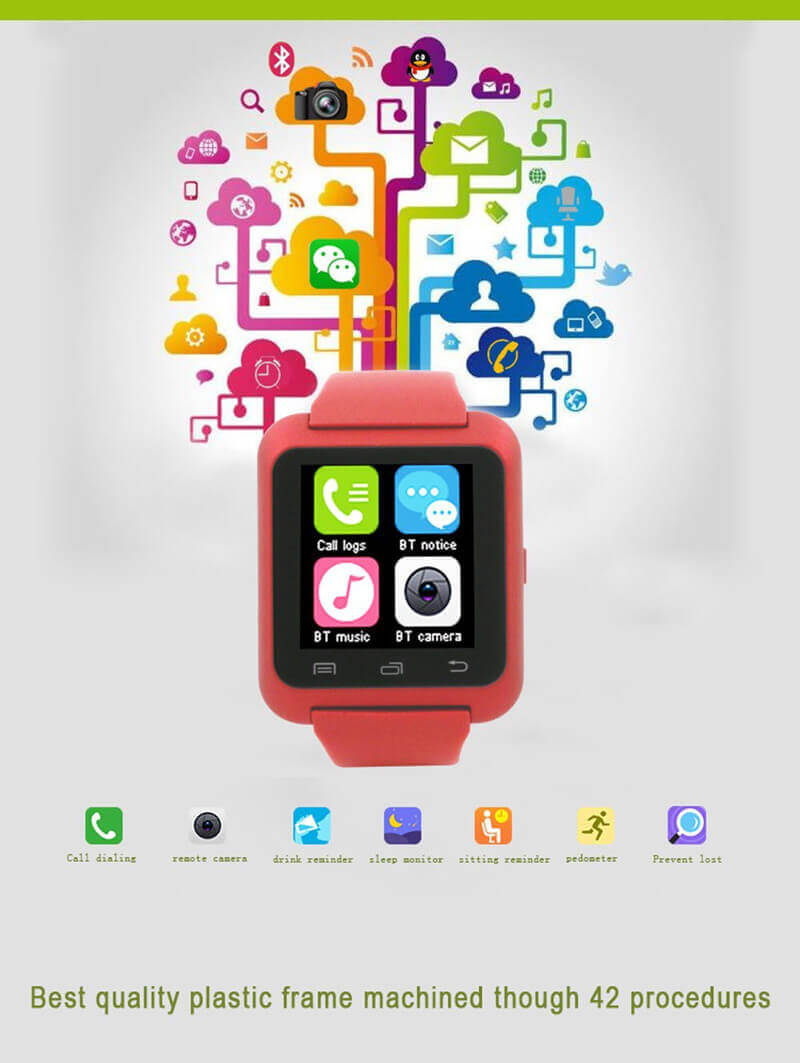 Call logs BT notice
BT music BT camera
Call dialing remote camera drink reminder sleep monitor sitting reminder pedometer Prevent lost
Best quality plastic frame machined though 42 procedures